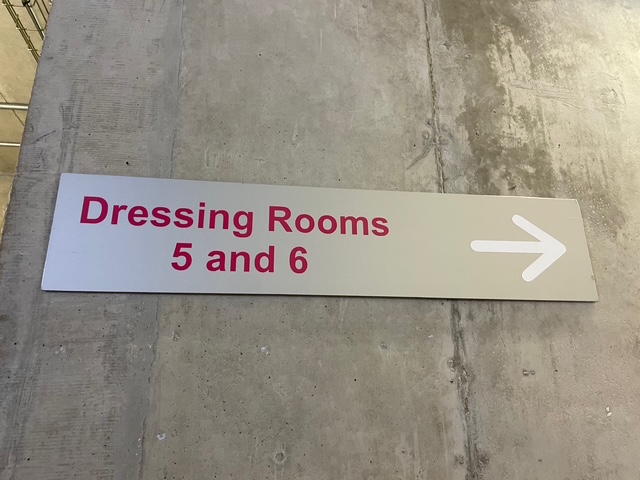 Dressing Rooms
5 and 6